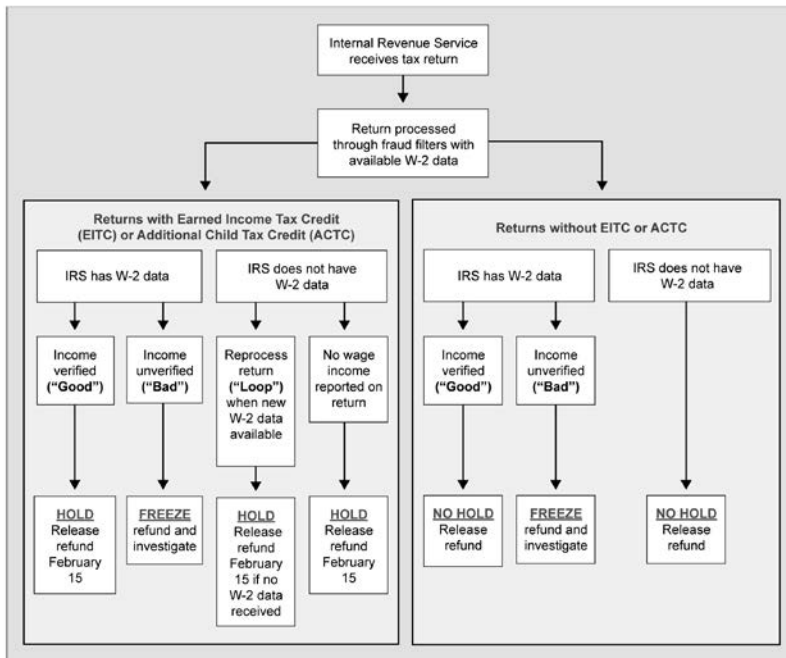 Internal Revenue Service
receives tax return
Return processed
through fraud filters with
available W-2 data
Returns with Earned Income Tax Credit
(EITC) or Additional Child Tax Credit (ACTC)
IRS has W-2 data
IRS does not have
W-2 data
Income
verified
(“Good”)
Income
unverified
(“Bad”)
Reprocess
return
(“Loop”)
when new
W-2 data
available
No wage
income
reported on
return
HOLD
Release
refund
February
15
FREEZE
refund and
investigate
HOLD
Release
refund
February
15 if no
W-2 data
received
HOLD
Release
refund
February
15
Returns without EITC or ACTC
IRS has W-2 data
IRS does not have
W-2 data
Income
verified
(“Good”)
Income
unverified
(“Bad”)
NO HOLD
Release
refund
FREEZE
refund and
investigate
NO HOLD
Release
refund